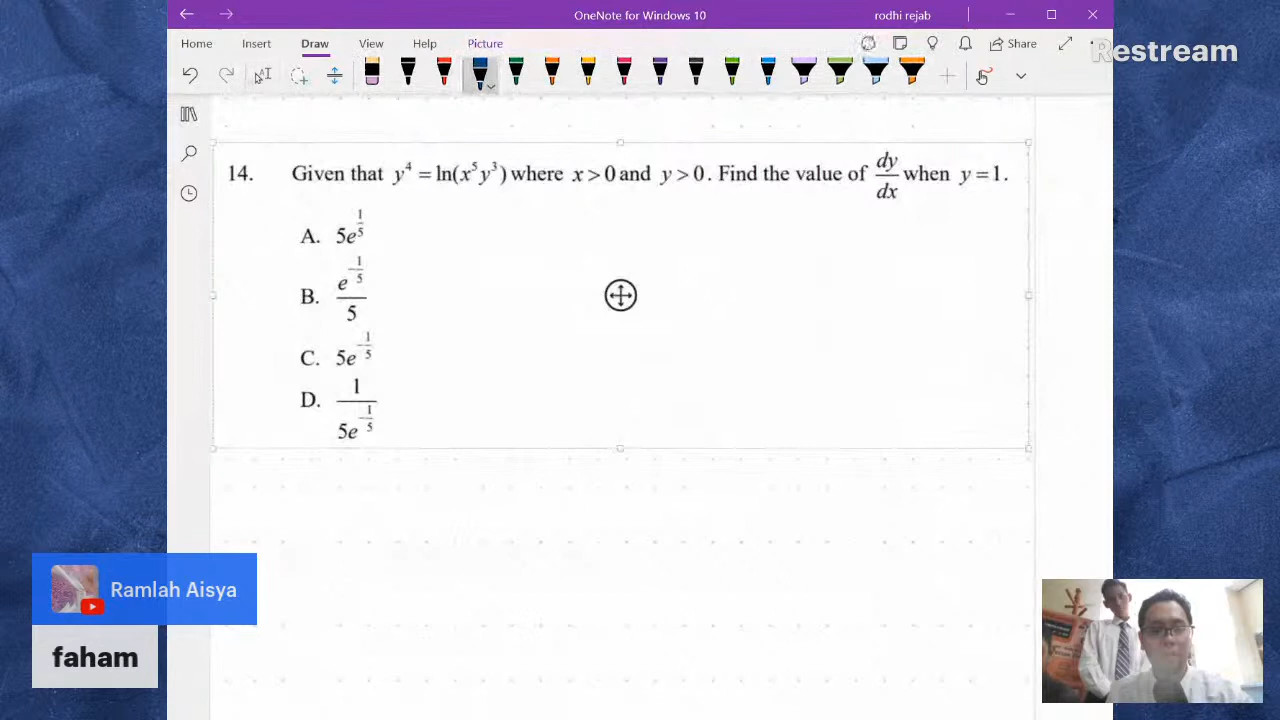 OneNote for Windows 10
rodhi rejab
Home Insert Draw View Help Picture
Share
Restream
14. Given that y⁴ = ln(x⁵y³) where x > 0 and y > 0. Find the value of dy/dx when y = 1.
A. 5e^(1/5)
B. e^(-1/5)/5
C. 5e^(-1/5)
D. 1/(5e^(-1/5))
Ramlah Aisya
faham